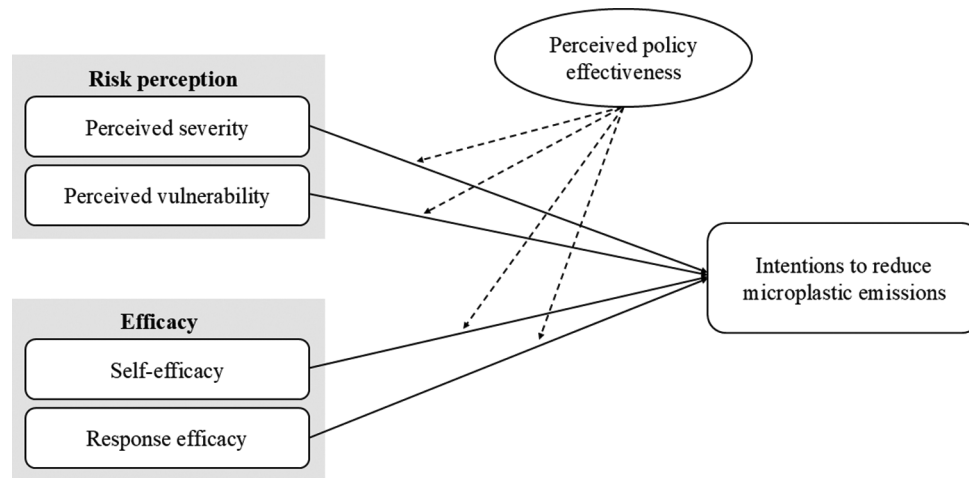 Perceived policy
effectiveness
Risk perception
Perceived severity
Perceived vulnerability
Intentions to reduce
microplastic emissions
Efficacy
Self-efficacy
Response efficacy